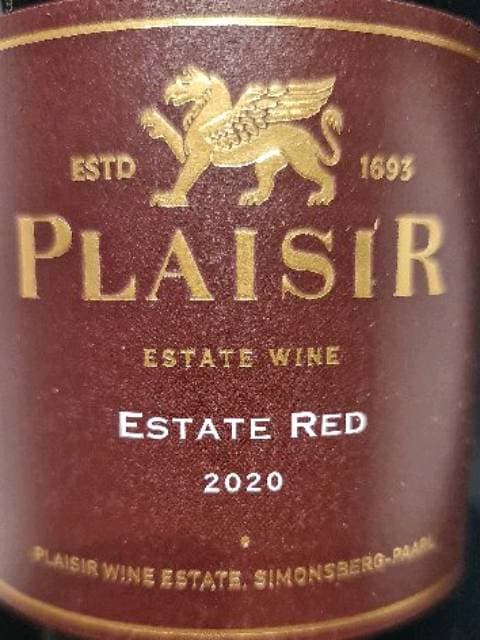 ESTD 1693
PLAISIR
ESTATE WINE
ESTATE RED
2020
PLAISIR WINE ESTATE, SIMONSBERG-PAARL